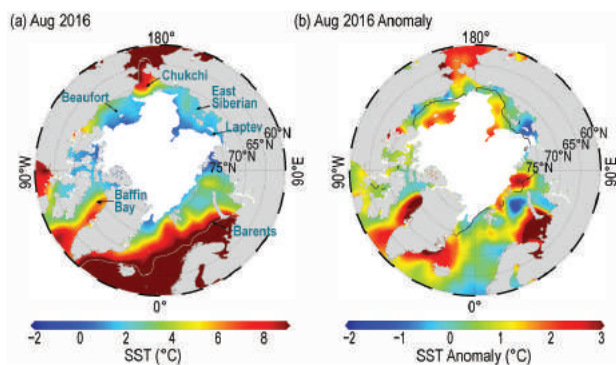 (a) Aug 2016
180°
Chukchi
Beaufort
East
Siberian
Laptev
60°N
65°N
70°N
75°N
90°W
90°E
Baffin
Bay
Barents
0°
−2 0 2 4 6 8
SST (°C)
(b) Aug 2016 Anomaly
180°
60°N
65°N
70°N
75°N
90°W
90°E
0°
−2 −1 0 1 2 3
SST Anomaly (°C)